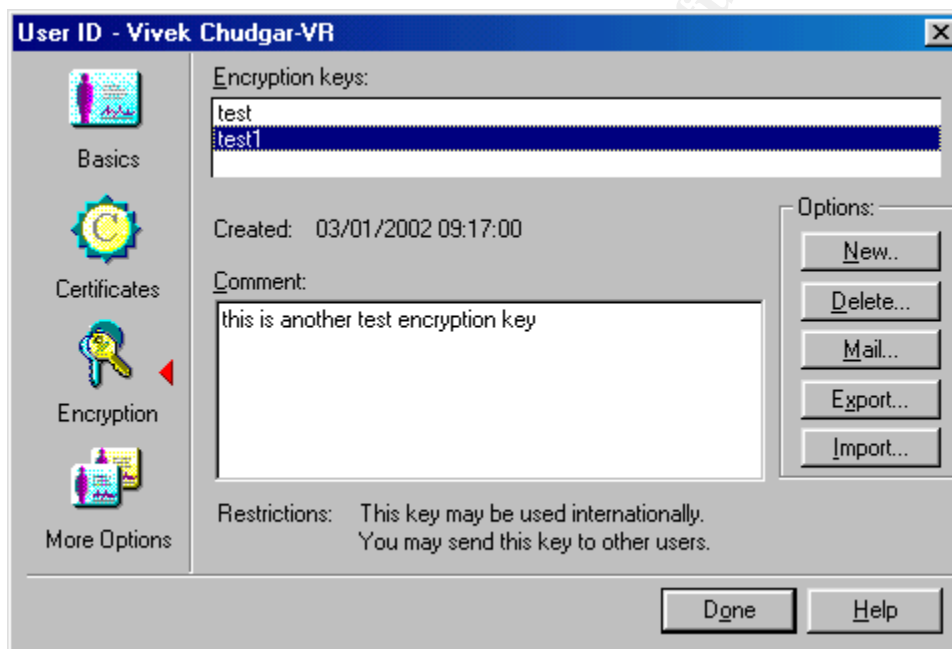 User ID - Vivek Chudgar-VR
Basics
Certificates
Encryption
More Options
Encryption keys:
test
test1
Created: 03/01/2002 09:17:00
Comment:
this is another test encryption key
Options:
New..
Delete...
Mail...
Export...
Import...
Restrictions: This key may be used internationally.
You may send this key to other users.
Done
Help